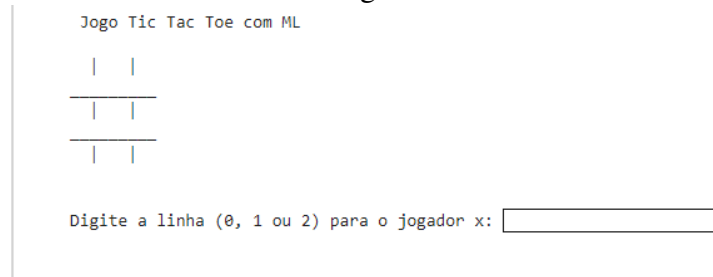 Jogo Tic Tac Toe com ML
| |
_________
| |
_________
| |
Digite a linha (0, 1 ou 2) para o jogador x: